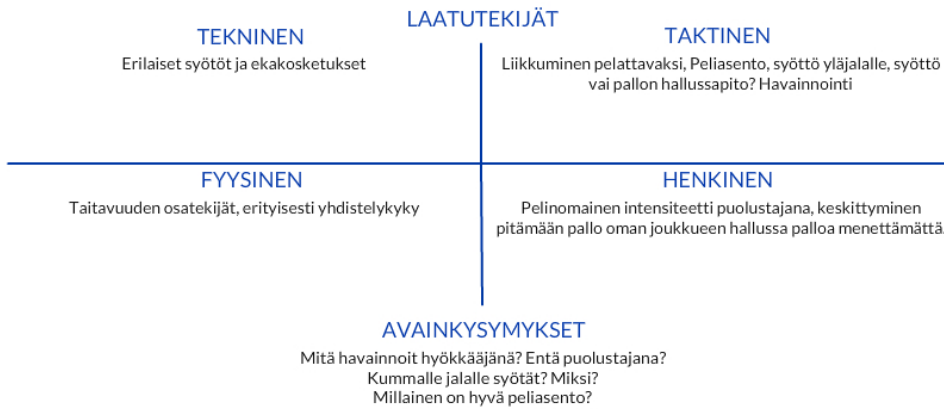 LAATUTEKIJÄT
TEKNINEN
Erilaiset syötöt ja ekakosketukset
TAKTINEN
Liikkuminen pelattavaksi, Peliasento, syöttö yläjalalle, syöttö
vai pallon hallussapito? Havainnointi
FYYSINEN
Taitavuuden osatekijät, erityisesti yhdistelykyky
HENKINEN
Pelinomainen intensiteetti puolustajana, keskittyminen
pitämään pallo oman joukkueen hallussa palloa menettämättä.
AVAINKYSYMYKSET
Mitä havainnoit hyökkääjänä? Entä puolustajana?
Kummalle jalalle syötät? Miksi?
Millainen on hyvä peliasento?